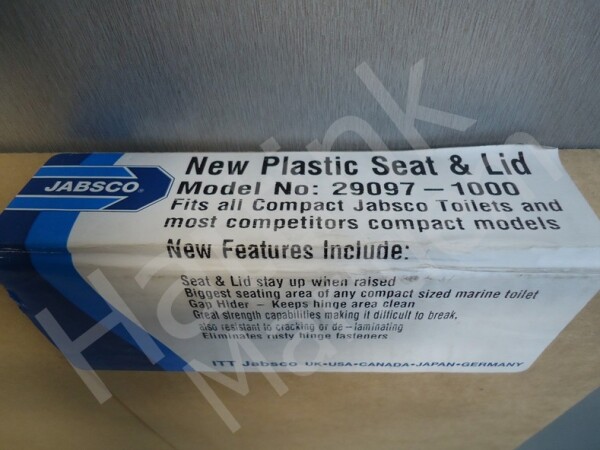 JABSCO®
New Plastic Seat & Lid
Model No: 29097-1000
Fits all Compact Jabsco Toilets and
most competitors compact models
New Features Include:
Seat & Lid stay up when raised
Biggest seating area of any compact sized marine toilet
Gap Hider - Keeps hinge area clean
Great strength capabilities making it difficult to break,
also resistant to cracking or de-laminating
Eliminates rusty hinge fasteners.
ITT Jabsco UK•USA•CANADA•JAPAN•GERMANY